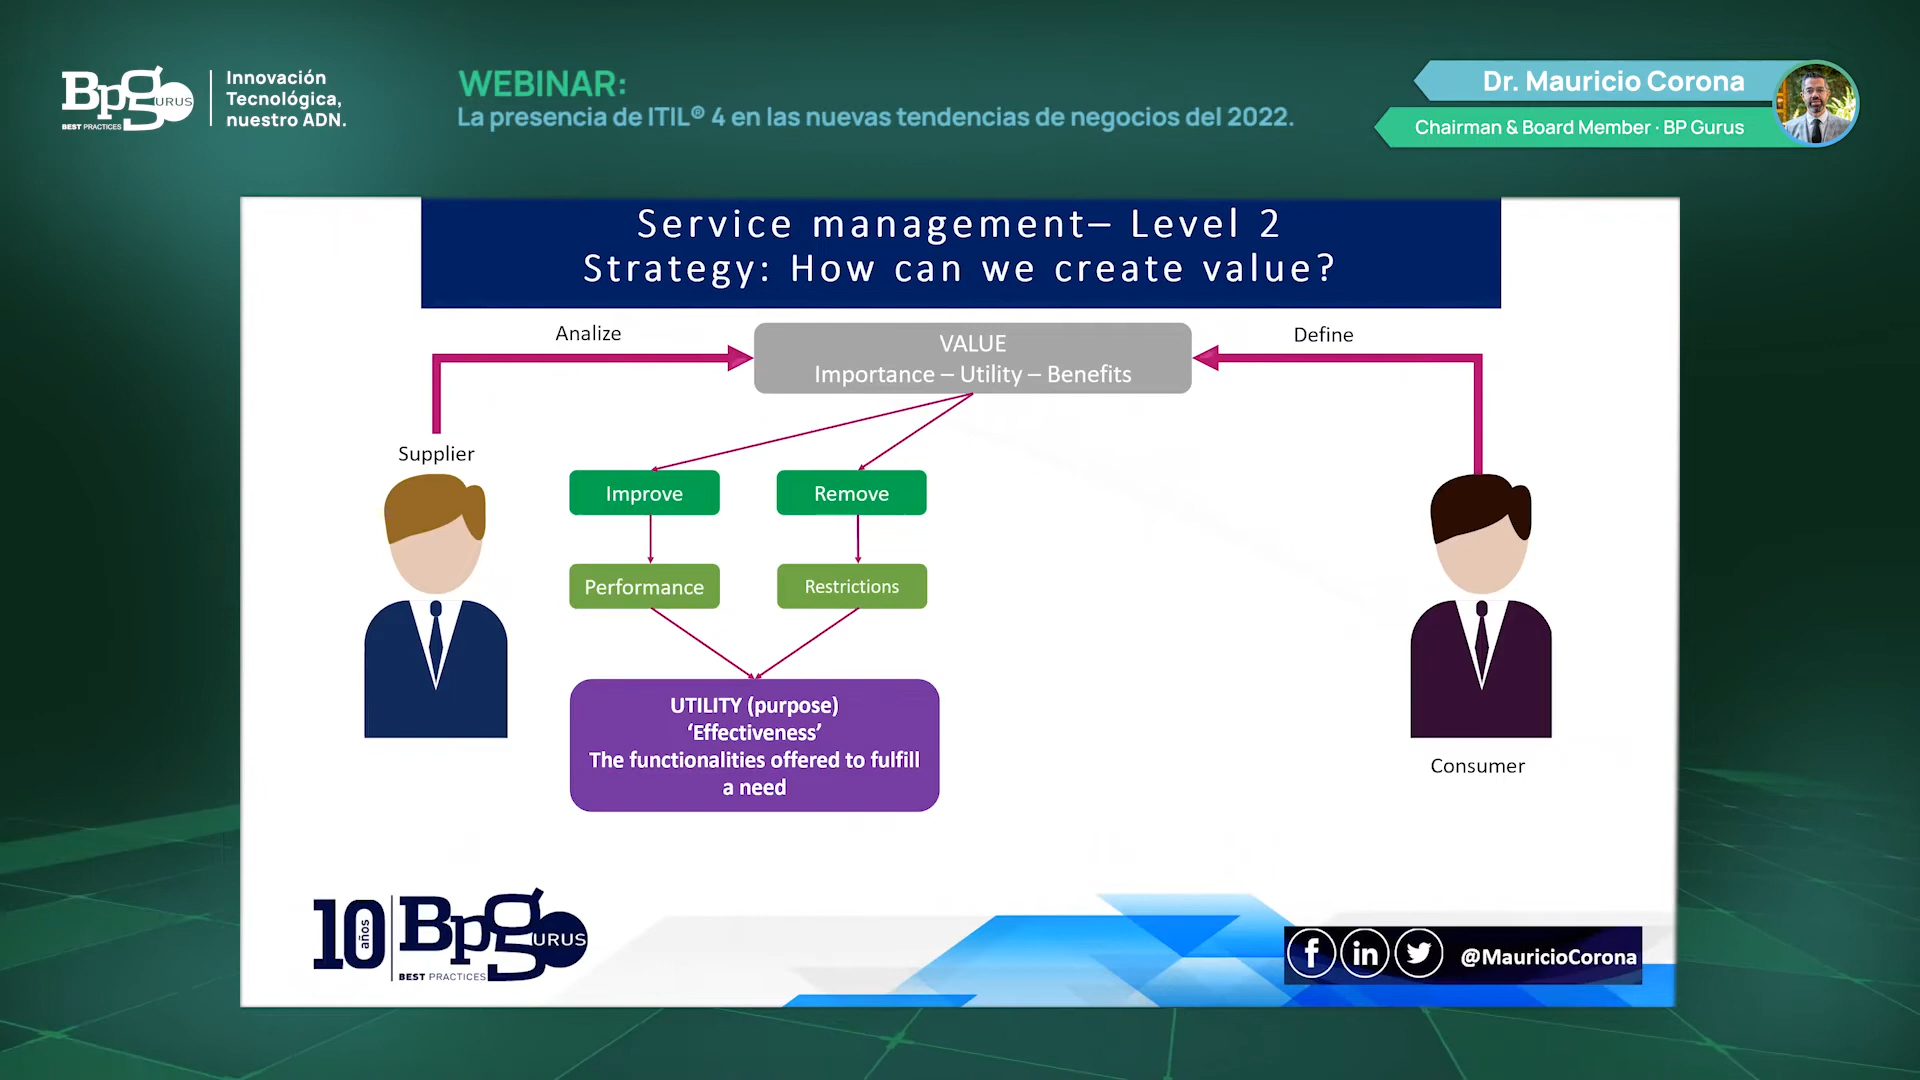 BpGURUS
BEST PRACTICES
Innovación
Tecnológica,
nuestro ADN.
WEBINAR:
La presencia de ITIL® 4 en las nuevas tendencias de negocios del 2022.
Dr. Mauricio Corona
Chairman & Board Member · BP Gurus
Service management– Level 2
Strategy: How can we create value?
Analize
VALUE
Importance – Utility – Benefits
Define
Supplier
Improve
Remove
Performance
Restrictions
UTILITY (purpose)
‘Effectiveness’
The functionalities offered to fulfill
a need
Consumer
10 años
BpGURUS
BEST PRACTICES
@MauricioCorona